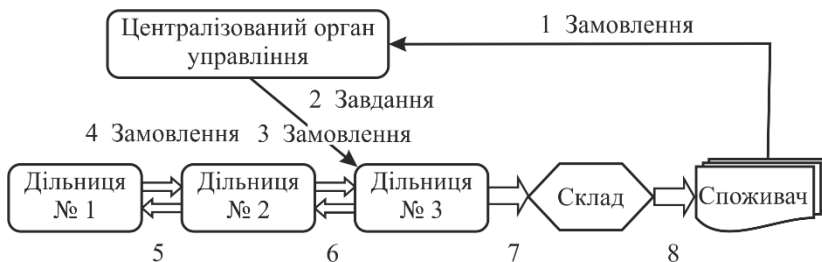 Централізований орган
управління
1 Замовлення
2 Завдання
4 Замовлення
3 Замовлення
Дільниця
№ 1
Дільниця
№ 2
Дільниця
№ 3
Склад
Споживач
5
6
7
8